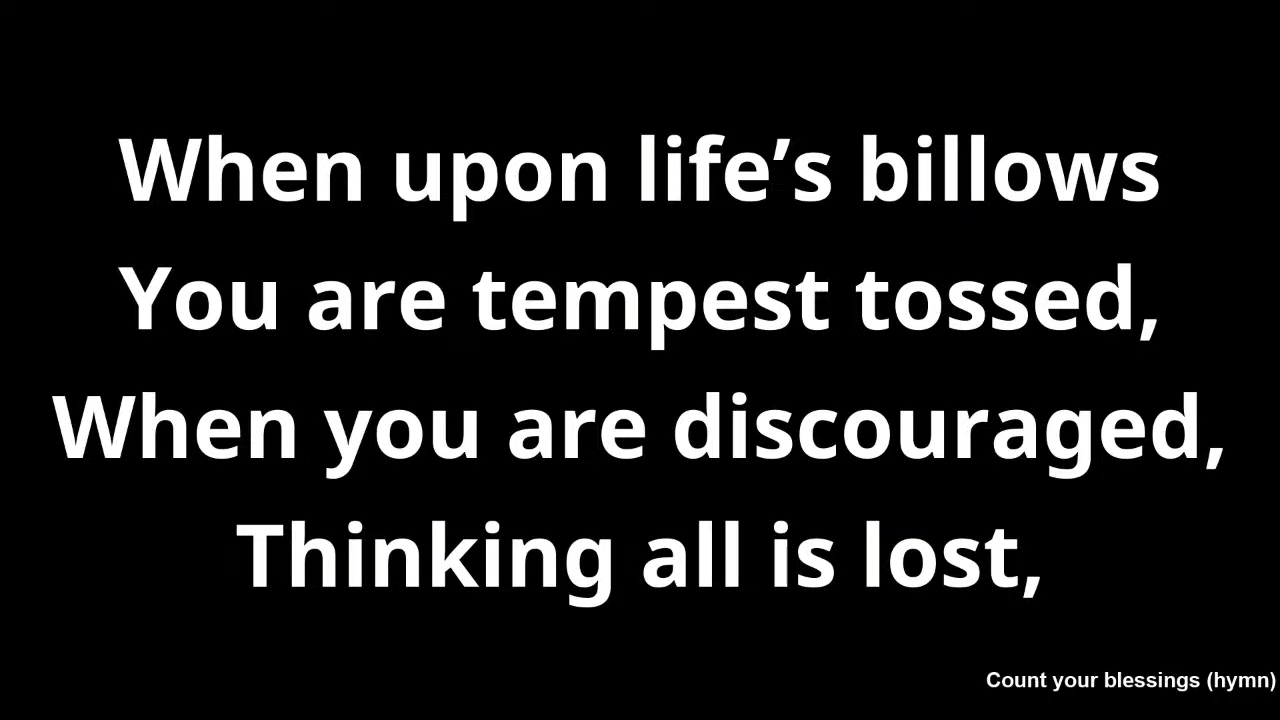 When upon life’s billows
You are tempest tossed,
When you are discouraged,
Thinking all is lost,
Count your blessings (hymn)